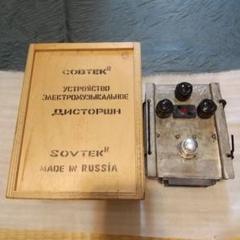 СОВТЕК
УСТРОЙСТВО
ЭЛЕКТРОМУЗЫКАЛЬНОЕ
ДИСТОРШН
SOVTEK
MADE IN RUSSIA